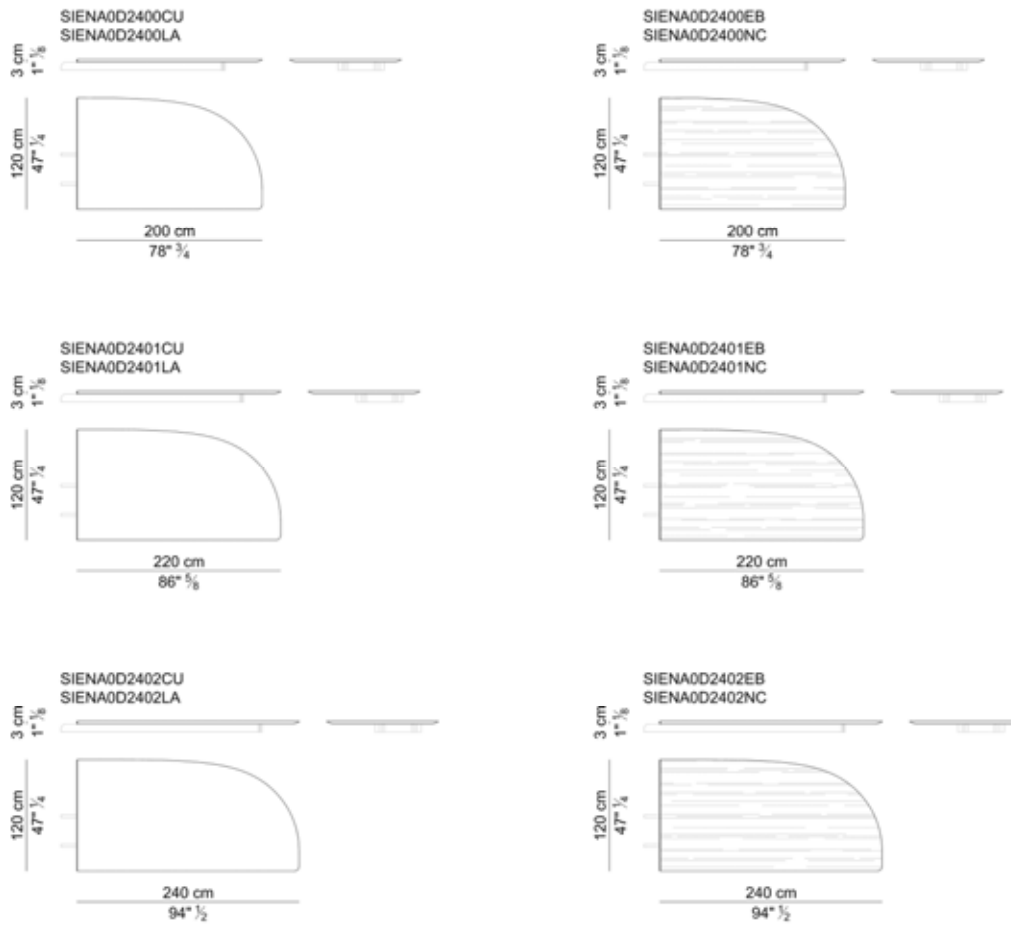 SIENA0D2400CU
SIENA0D2400LA
3 cm
1" ⅛
120 cm
47" ¼
200 cm
78" ¾
SIENA0D2400EB
SIENA0D2400NC
3 cm
1" ⅛
120 cm
47" ¼
200 cm
78" ¾
SIENA0D2401CU
SIENA0D2401LA
3 cm
1" ⅛
120 cm
47" ¼
220 cm
86" ⅝
SIENA0D2401EB
SIENA0D2401NC
3 cm
1" ⅛
120 cm
47" ¼
220 cm
86" ⅝
SIENA0D2402CU
SIENA0D2402LA
3 cm
1" ⅛
120 cm
47" ¼
240 cm
94" ½
SIENA0D2402EB
SIENA0D2402NC
3 cm
1" ⅛
120 cm
47" ¼
240 cm
94" ½